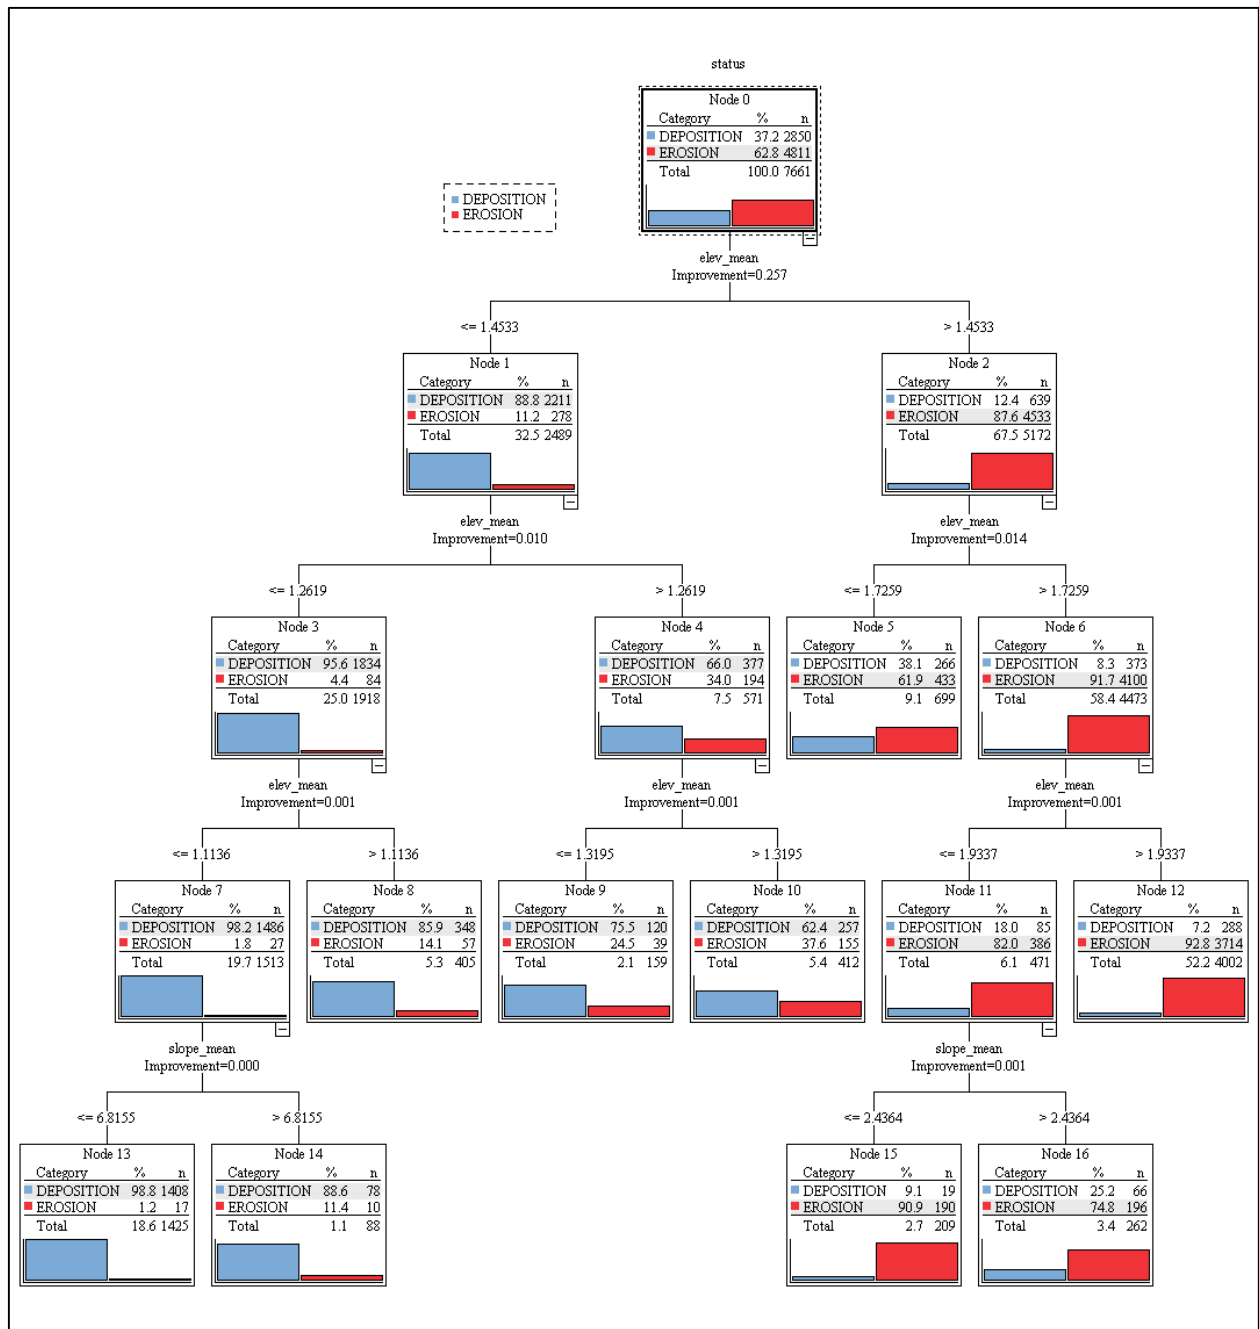 status
Node 0
Category % n
DEPOSITION 37.2 2850
EROSION 62.8 4811
Total 100.0 7661
DEPOSITION
EROSION
elev_mean
Improvement=0.257
<= 1.4533
> 1.4533
Node 1
Category % n
DEPOSITION 88.8 2211
EROSION 11.2 278
Total 32.5 2489
Node 2
Category % n
DEPOSITION 12.4 639
EROSION 87.6 4533
Total 67.5 5172
elev_mean
Improvement=0.010
elev_mean
Improvement=0.014
<= 1.2619
> 1.2619
<= 1.7259
> 1.7259
Node 3
Category % n
DEPOSITION 95.6 1834
EROSION 4.4 84
Total 25.0 1918
Node 4
Category % n
DEPOSITION 66.0 377
EROSION 34.0 194
Total 7.5 571
Node 5
Category % n
DEPOSITION 38.1 266
EROSION 61.9 433
Total 9.1 699
Node 6
Category % n
DEPOSITION 8.3 373
EROSION 91.7 4100
Total 58.4 4473
elev_mean
Improvement=0.001
elev_mean
Improvement=0.001
elev_mean
Improvement=0.001
<= 1.1136
> 1.1136
<= 1.3195
> 1.3195
<= 1.9337
> 1.9337
Node 7
Category % n
DEPOSITION 98.2 1486
EROSION 1.8 27
Total 19.7 1513
Node 8
Category % n
DEPOSITION 85.9 348
EROSION 14.1 57
Total 5.3 405
Node 9
Category % n
DEPOSITION 75.5 120
EROSION 24.5 39
Total 2.1 159
Node 10
Category % n
DEPOSITION 62.4 257
EROSION 37.6 155
Total 5.4 412
Node 11
Category % n
DEPOSITION 18.0 85
EROSION 82.0 386
Total 6.1 471
Node 12
Category % n
DEPOSITION 7.2 288
EROSION 92.8 3714
Total 52.2 4002
slope_mean
Improvement=0.000
slope_mean
Improvement=0.001
<= 6.8155
> 6.8155
<= 2.4364
> 2.4364
Node 13
Category % n
DEPOSITION 98.8 1408
EROSION 1.2 17
Total 18.6 1425
Node 14
Category % n
DEPOSITION 88.6 78
EROSION 11.4 10
Total 1.1 88
Node 15
Category % n
DEPOSITION 9.1 19
EROSION 90.9 190
Total 2.7 209
Node 16
Category % n
DEPOSITION 25.2 66
EROSION 74.8 196
Total 3.4 262